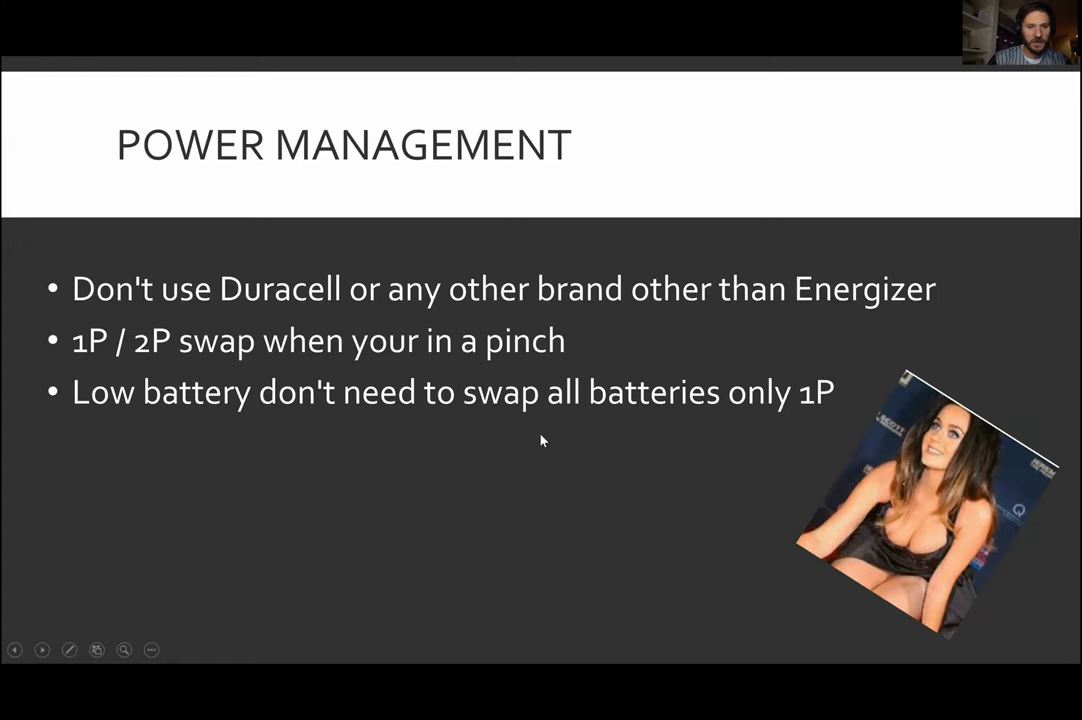 POWER MANAGEMENT
• Don't use Duracell or any other brand other than Energizer
• 1P / 2P swap when your in a pinch
• Low battery don't need to swap all batteries only 1P
SCOTT